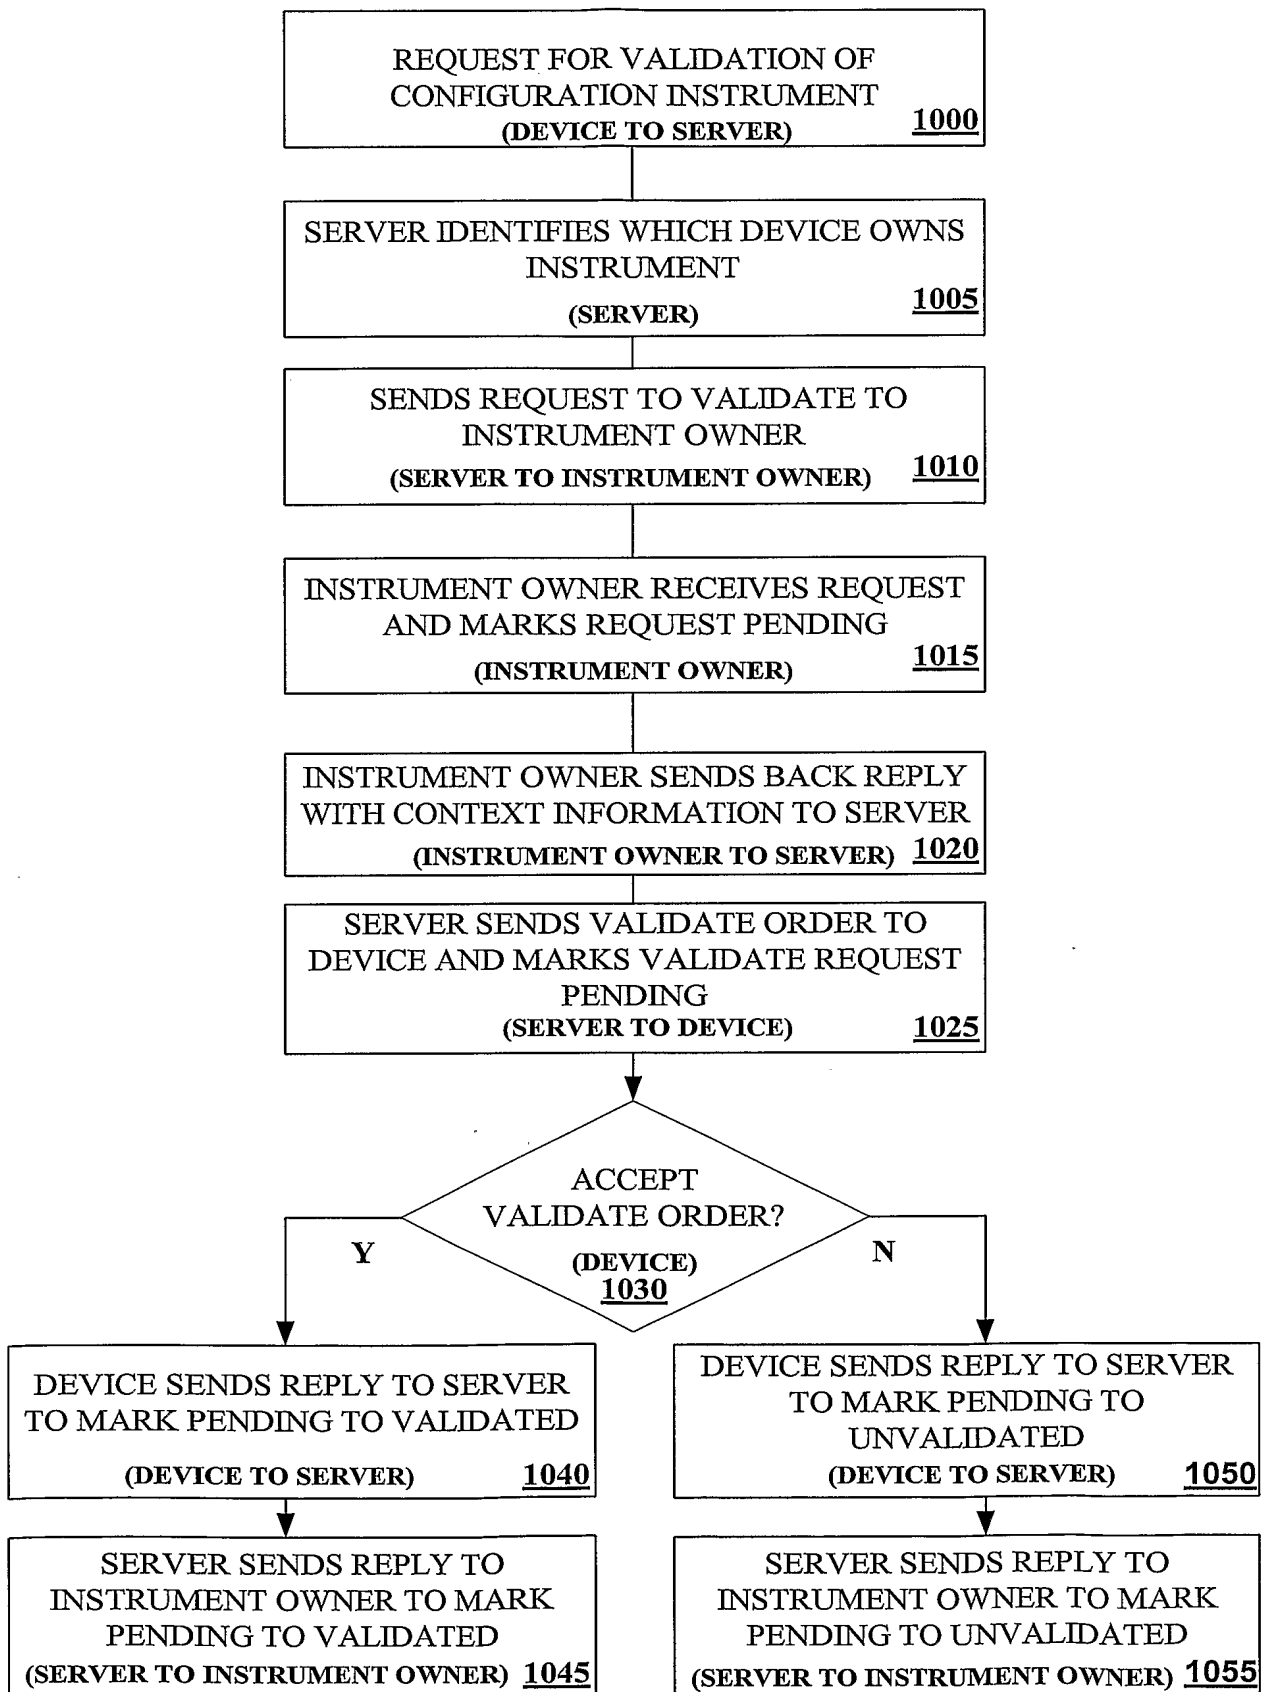 REQUEST FOR VALIDATION OF
CONFIGURATION INSTRUMENT
(DEVICE TO SERVER) 1000
SERVER IDENTIFIES WHICH DEVICE OWNS
INSTRUMENT
(SERVER) 1005
SENDS REQUEST TO VALIDATE TO
INSTRUMENT OWNER
(SERVER TO INSTRUMENT OWNER) 1010
INSTRUMENT OWNER RECEIVES REQUEST
AND MARKS REQUEST PENDING
(INSTRUMENT OWNER) 1015
INSTRUMENT OWNER SENDS BACK REPLY
WITH CONTEXT INFORMATION TO SERVER
(INSTRUMENT OWNER TO SERVER) 1020
SERVER SENDS VALIDATE ORDER TO
DEVICE AND MARKS VALIDATE REQUEST
PENDING
(SERVER TO DEVICE) 1025
ACCEPT
VALIDATE ORDER?
(DEVICE)
1030
Y
N
DEVICE SENDS REPLY TO SERVER
TO MARK PENDING TO VALIDATED
(DEVICE TO SERVER) 1040
DEVICE SENDS REPLY TO SERVER
TO MARK PENDING TO
UNVALIDATED
(DEVICE TO SERVER) 1050
SERVER SENDS REPLY TO
INSTRUMENT OWNER TO MARK
PENDING TO VALIDATED
(SERVER TO INSTRUMENT OWNER) 1045
SERVER SENDS REPLY TO
INSTRUMENT OWNER TO MARK
PENDING TO UNVALIDATED
(SERVER TO INSTRUMENT OWNER) 1055